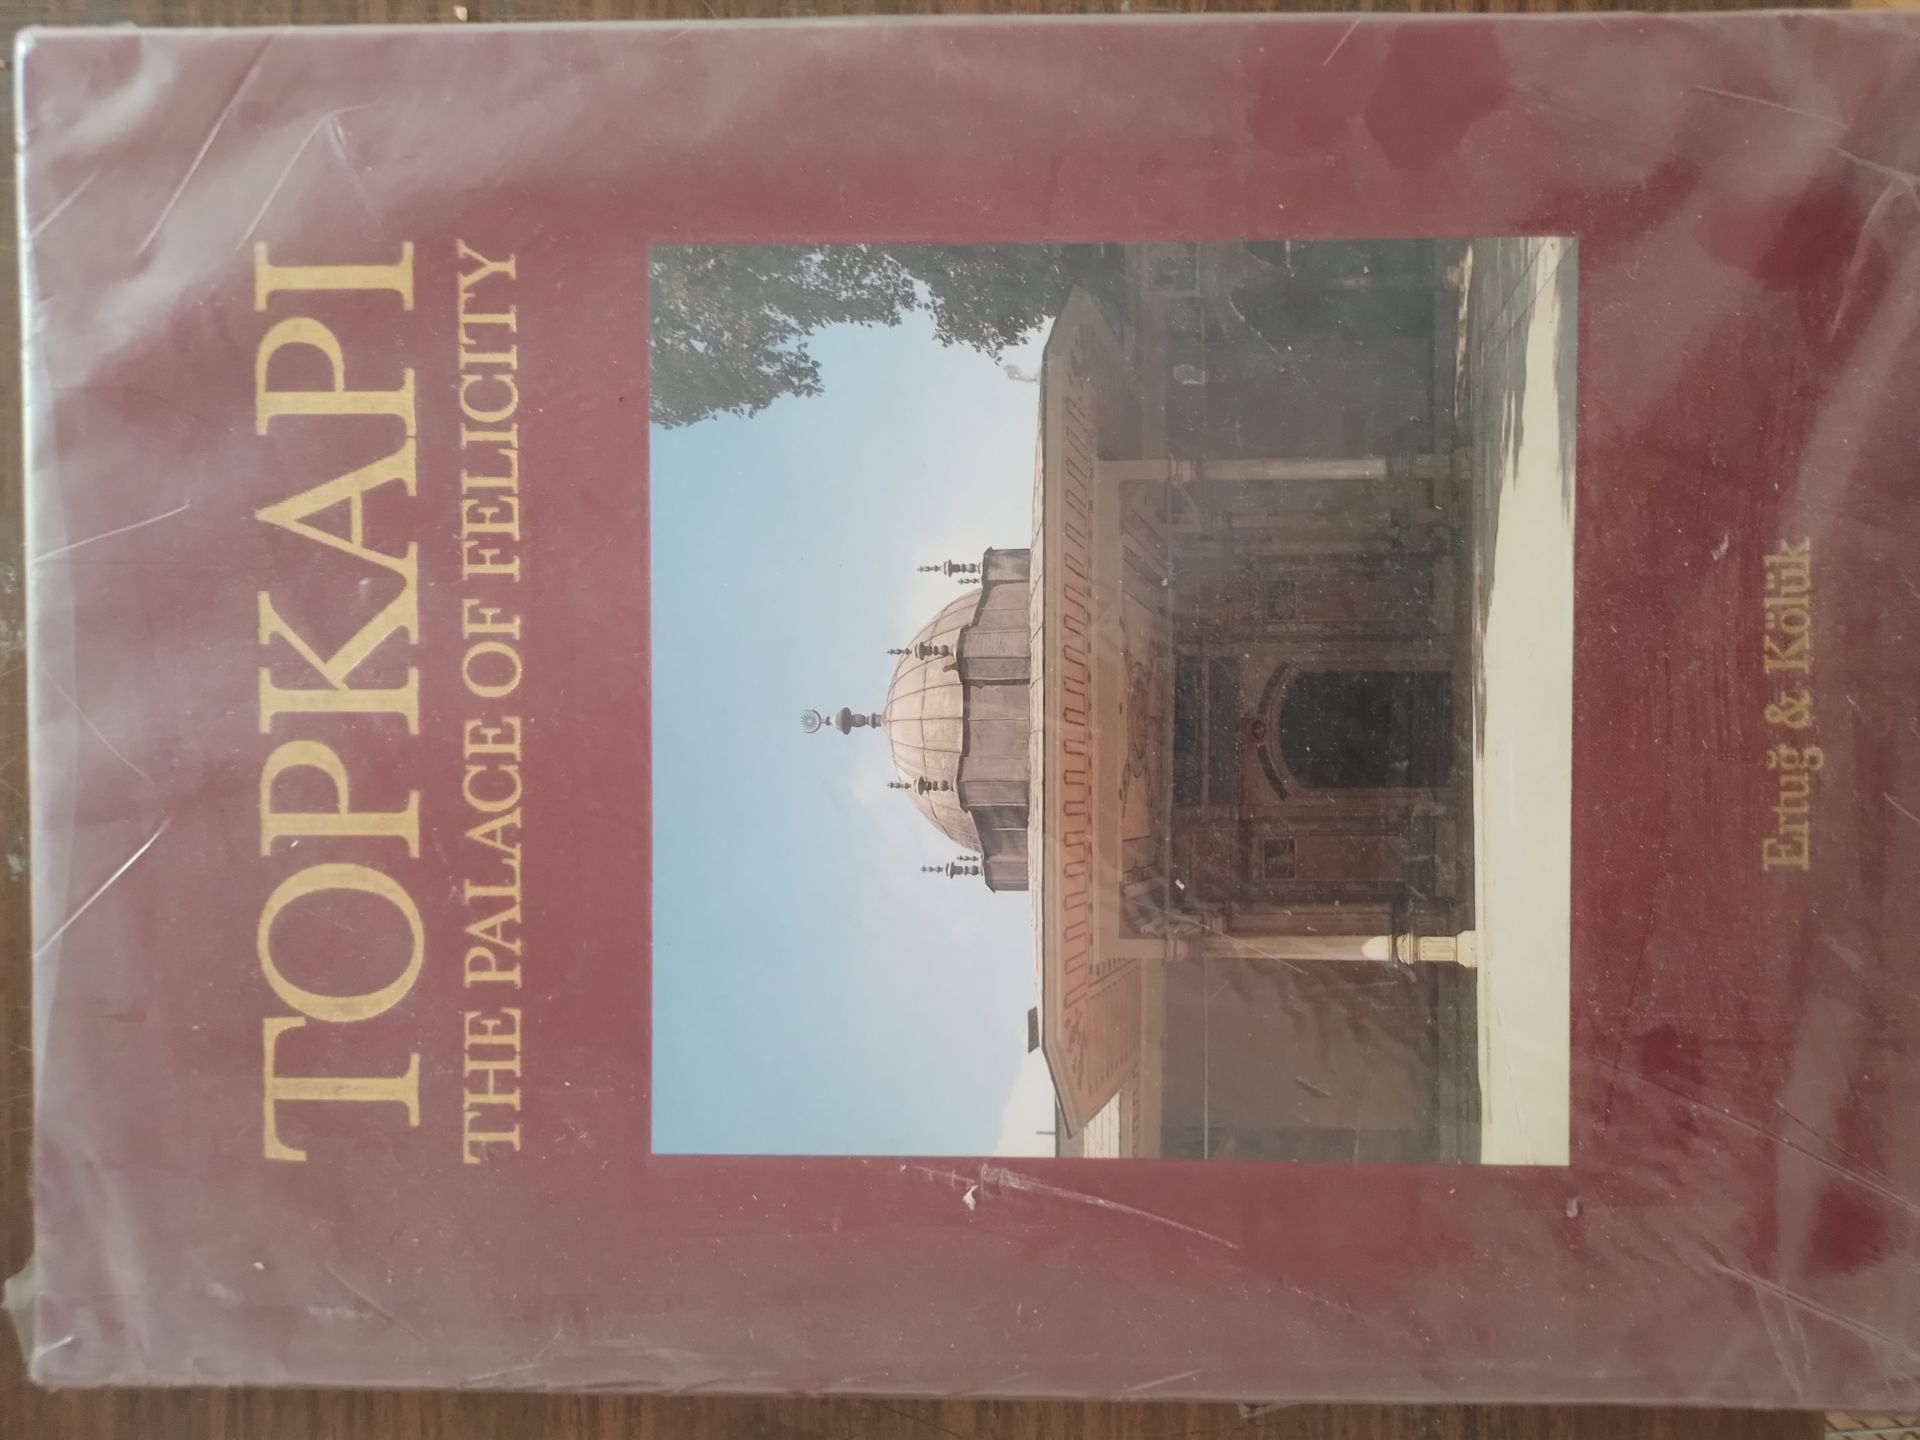 TOPKAPI
THE PALACE OF FELICITY
Ertuğ & Kölük